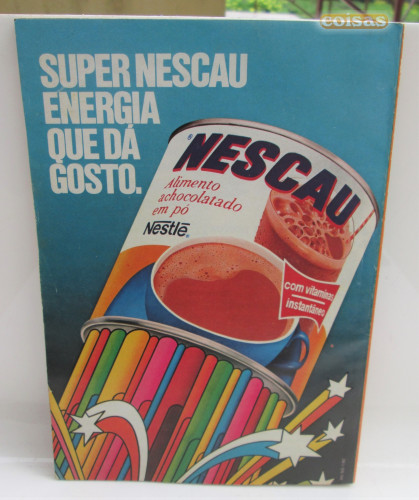 coisas
SUPER NESCAU
ENERGIA
QUE DÁ
GOSTO.
NESCAU
Alimento
achocolatado
em pó
Nestlé
com vitaminas
instantâneo